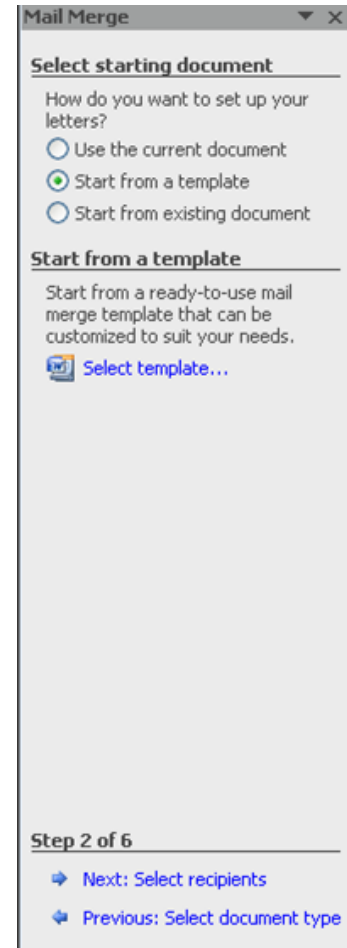 Mail Merge
Select starting document
How do you want to set up your
letters?
Use the current document
Start from a template
Start from existing document
Start from a template
Start from a ready-to-use mail
merge template that can be
customized to suit your needs.
Select template...
Step 2 of 6
Next: Select recipients
Previous: Select document type